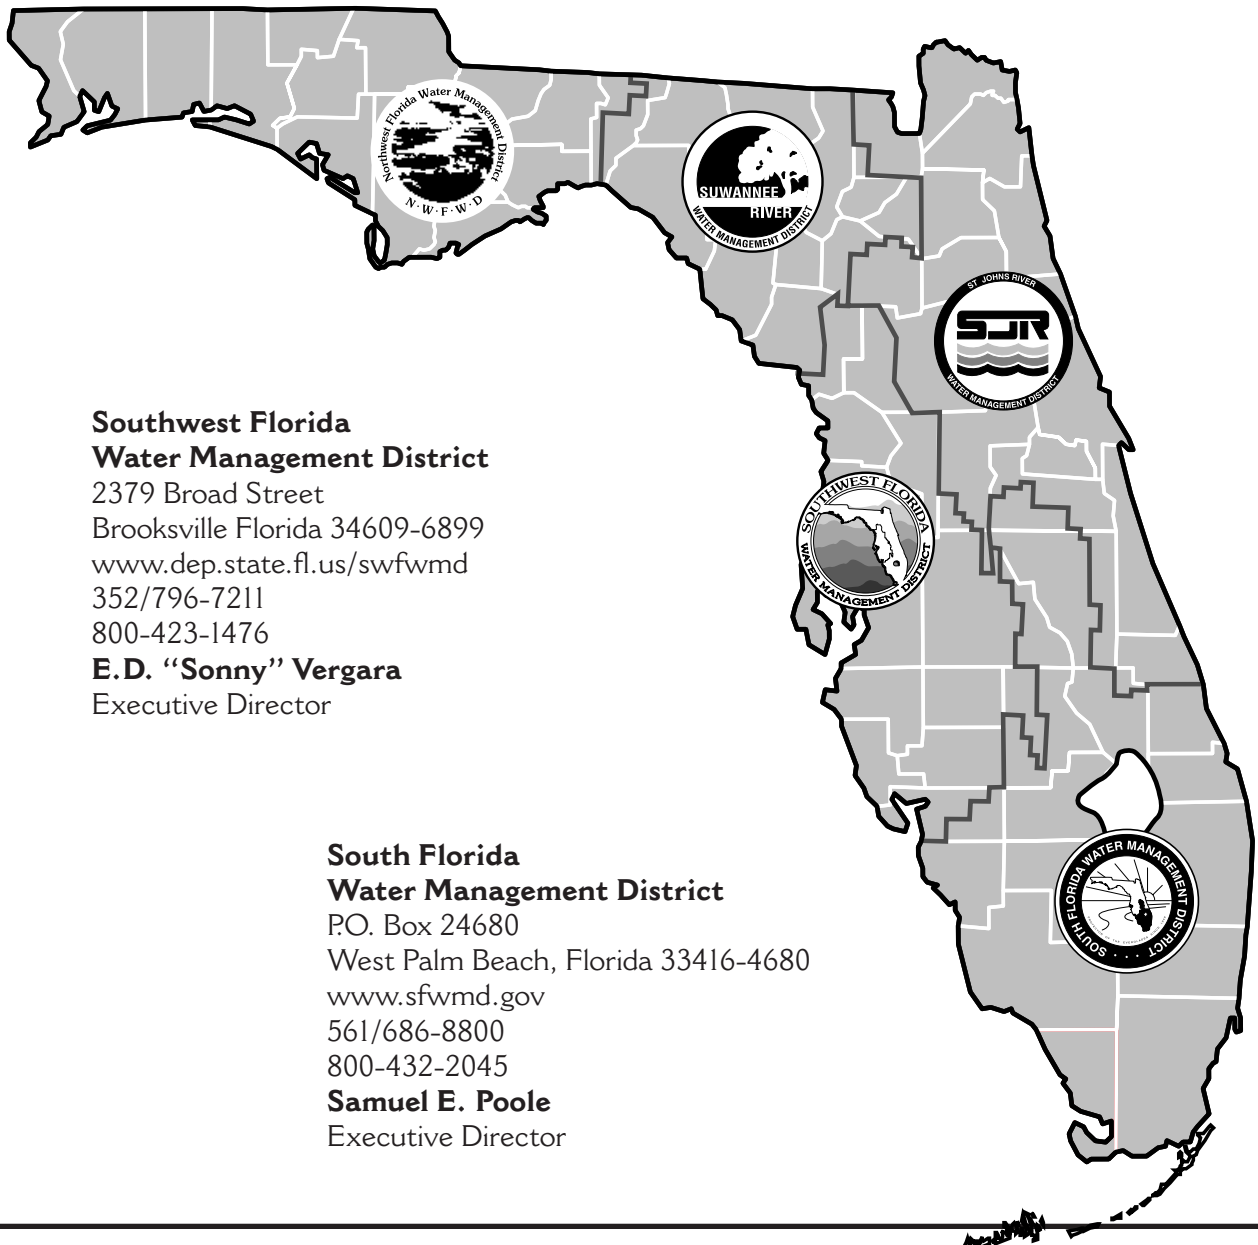 Northwest Florida Water Management District
N·W·F·W·D
SUWANNEE
RIVER
WATER MANAGEMENT DISTRICT
ST JOHNS RIVER
SJR
WATER MANAGEMENT DISTRICT
Southwest Florida
Water Management District
2379 Broad Street
Brooksville Florida 34609-6899
www.dep.state.fl.us/swfwmd
352/796-7211
800-423-1476
E.D. “Sonny” Vergara
Executive Director
SOUTHWEST FLORIDA
WATER MANAGEMENT DISTRICT
South Florida
Water Management District
P.O. Box 24680
West Palm Beach, Florida 33416-4680
www.sfwmd.gov
561/686-8800
800-432-2045
Samuel E. Poole
Executive Director
SOUTH FLORIDA WATER MANAGEMENT DISTRICT